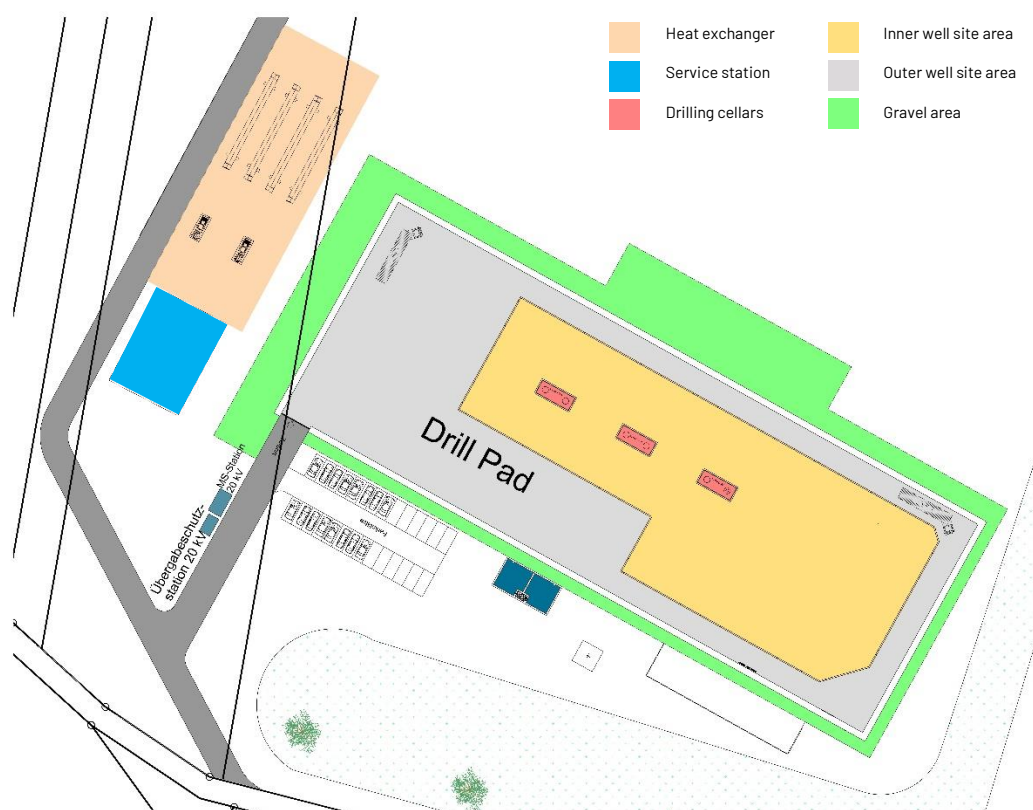 Heat exchanger
Inner well site area
Service station
Outer well site area
Drilling cellars
Gravel area
Drill Pad
MS-Station
20 kV
Übergabeschutz-
station 20 kV